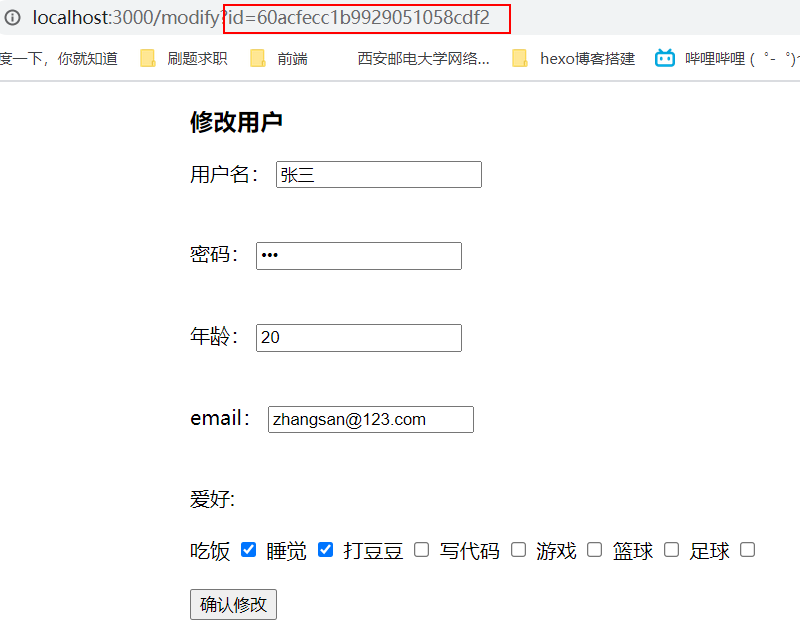 localhost:3000/modify?id=60acfecc1b9929051058cdf2
度一下，你就知道 刷题求职 前端 西安邮电大学网络... hexo博客搭建 哔哩哔哩 ( ゜- ゜)
修改用户
用户名： 张三
密码： •••
年龄： 20
email： zhangsan@123.com
爱好:
吃饭 睡觉 打豆豆 写代码 游戏 篮球 足球
确认修改